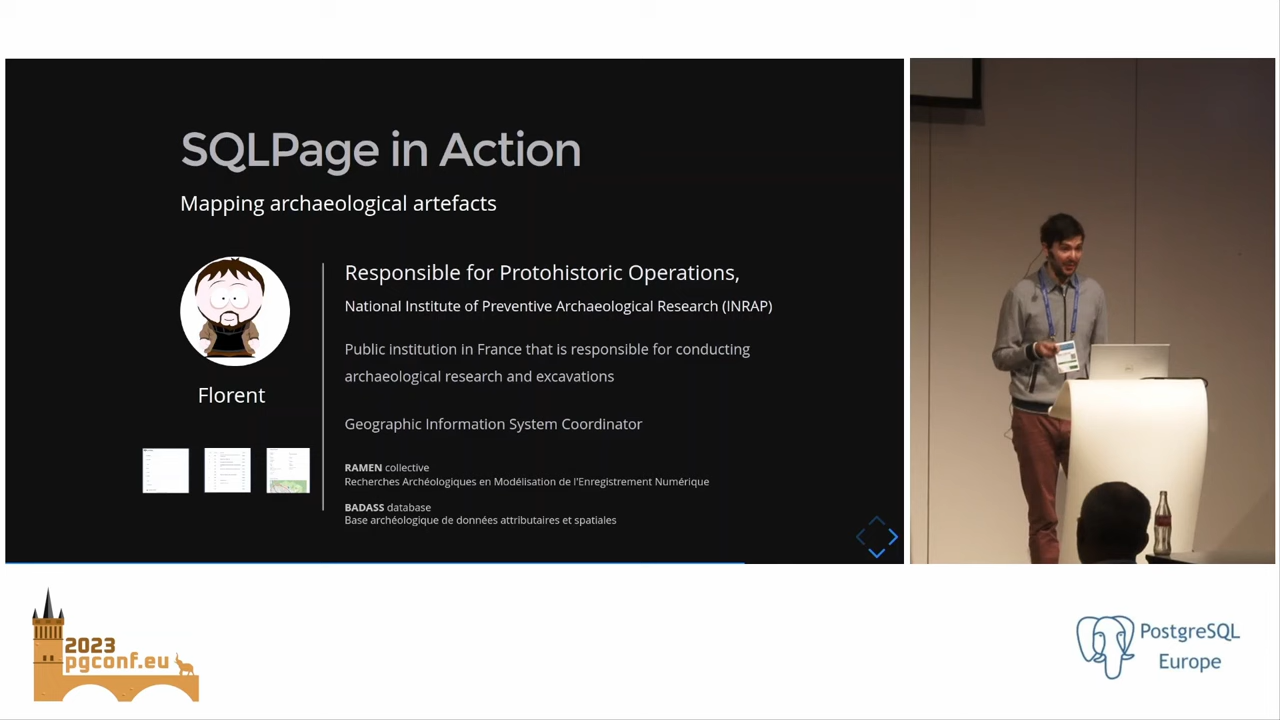 SQLPage in Action
Mapping archaeological artefacts
Responsible for Protohistoric Operations,
National Institute of Preventive Archaeological Research (INRAP)
Public institution in France that is responsible for conducting
archaeological research and excavations
Florent
Geographic Information System Coordinator
RAMEN collective
Recherches Archéologiques en Modélisation de l'Enregistrement Numérique
BADASS database
Base archéologique de données attributaires et spatiales
2023
pgconf.eu
PostgreSQL
Europe